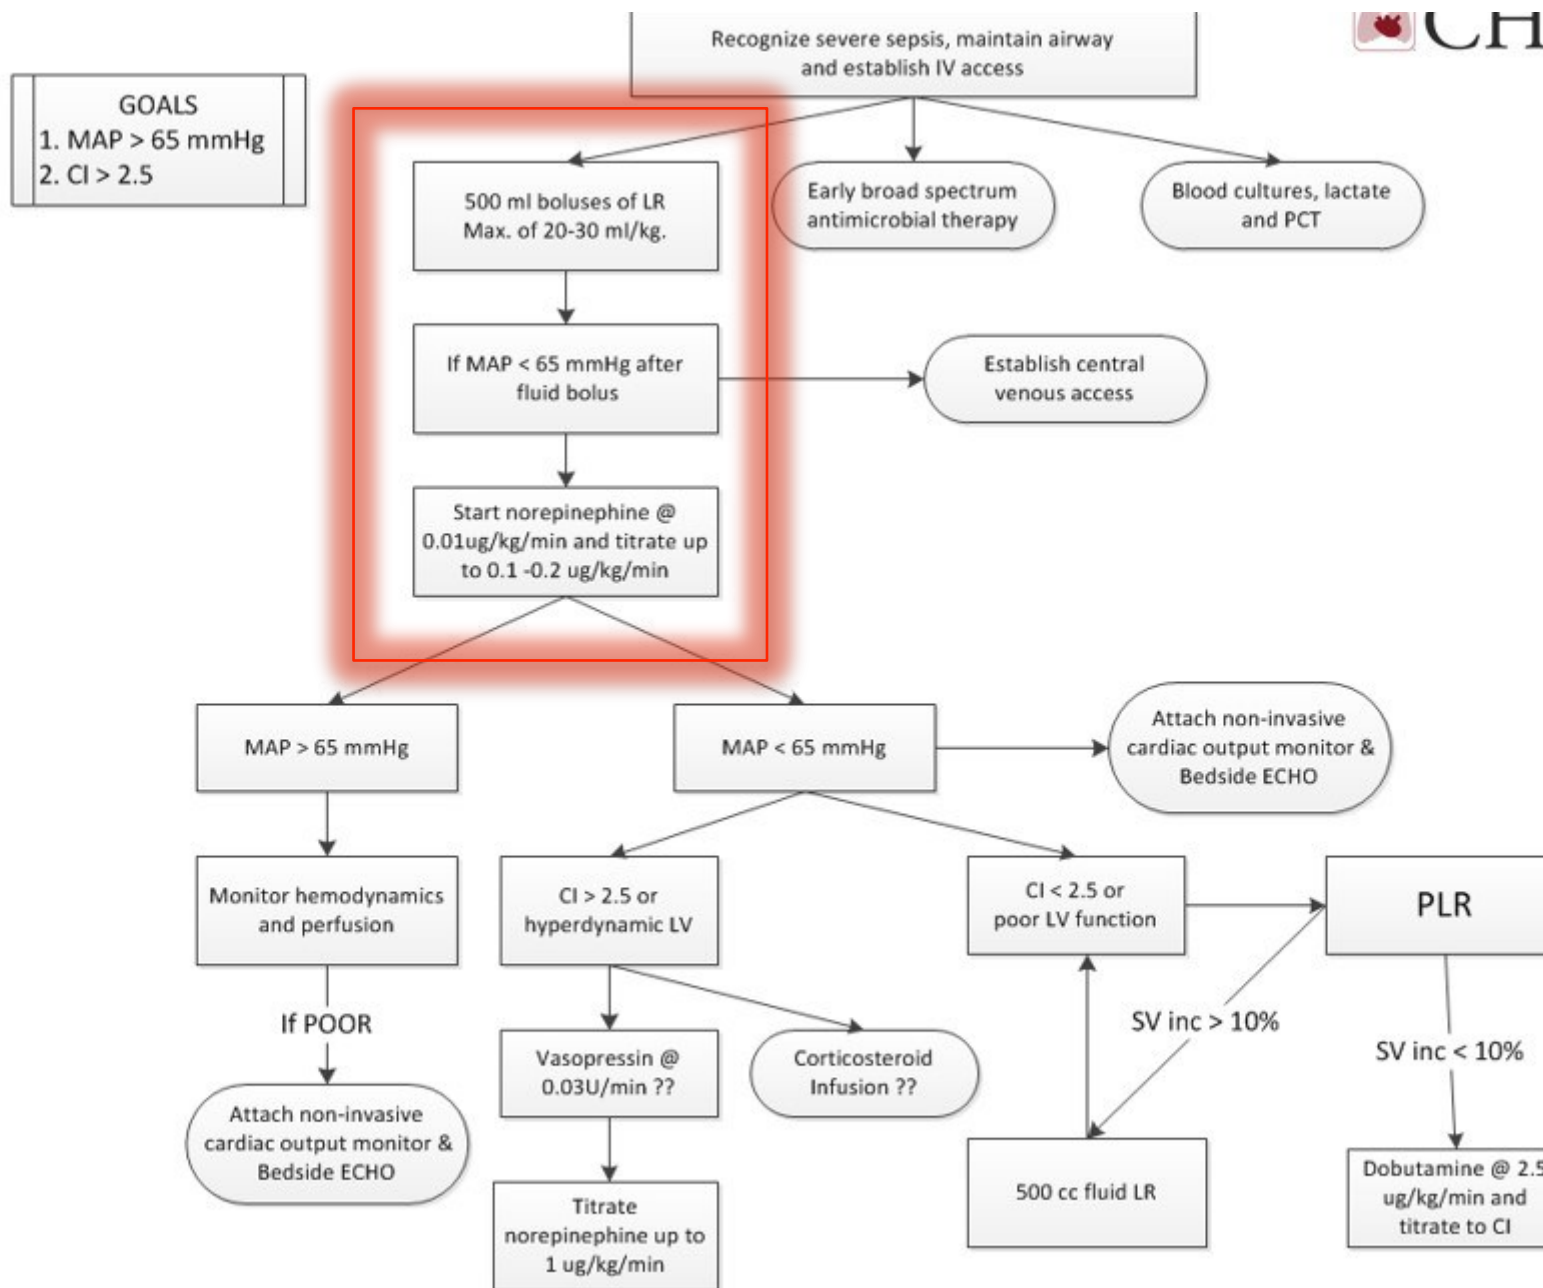 Recognize severe sepsis, maintain airway
and establish IV access
CH
GOALS
1. MAP > 65 mmHg
2. CI > 2.5
500 ml boluses of LR
Max. of 20-30 ml/kg.
Early broad spectrum
antimicrobial therapy
Blood cultures, lactate
and PCT
If MAP < 65 mmHg after
fluid bolus
Establish central
venous access
Start norepinephine @
0.01ug/kg/min and titrate up
to 0.1 -0.2 ug/kg/min
MAP > 65 mmHg
MAP < 65 mmHg
Attach non-invasive
cardiac output monitor &
Bedside ECHO
Monitor hemodynamics
and perfusion
CI > 2.5 or
hyperdynamic LV
CI < 2.5 or
poor LV function
PLR
If POOR
SV inc > 10%
SV inc < 10%
Attach non-invasive
cardiac output monitor &
Bedside ECHO
Vasopressin @
0.03U/min ??
Corticosteroid
Infusion ??
Titrate
norepinephine up to
1 ug/kg/min
500 cc fluid LR
Dobutamine @ 2.5
ug/kg/min and
titrate to CI